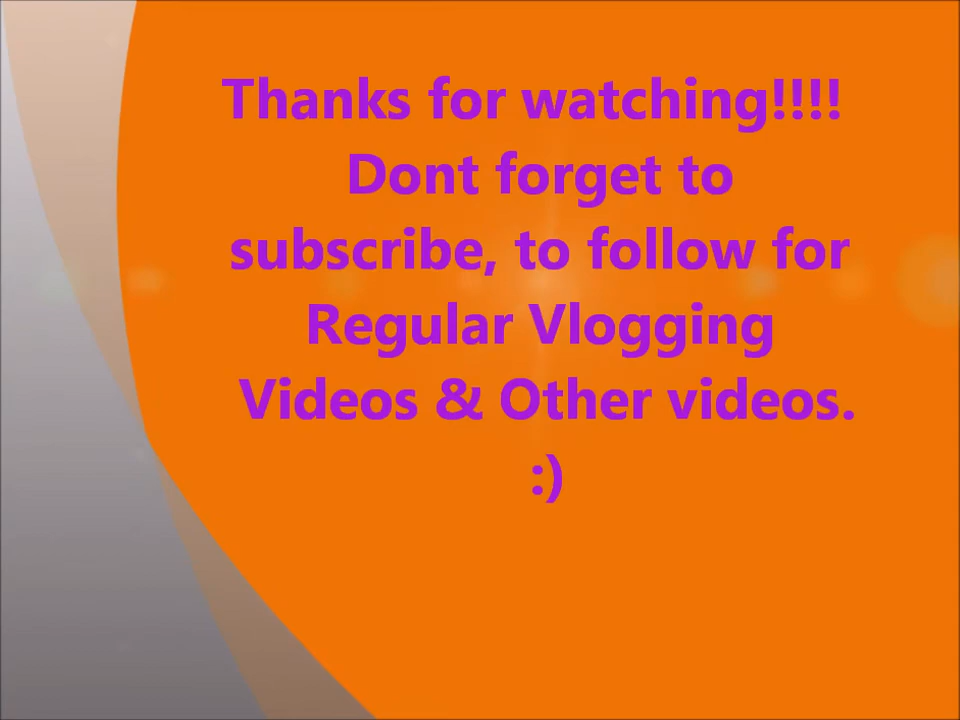 Thanks for watching!!!!
Dont forget to
subscribe, to follow for
Regular Vlogging
Videos & Other videos.
:)